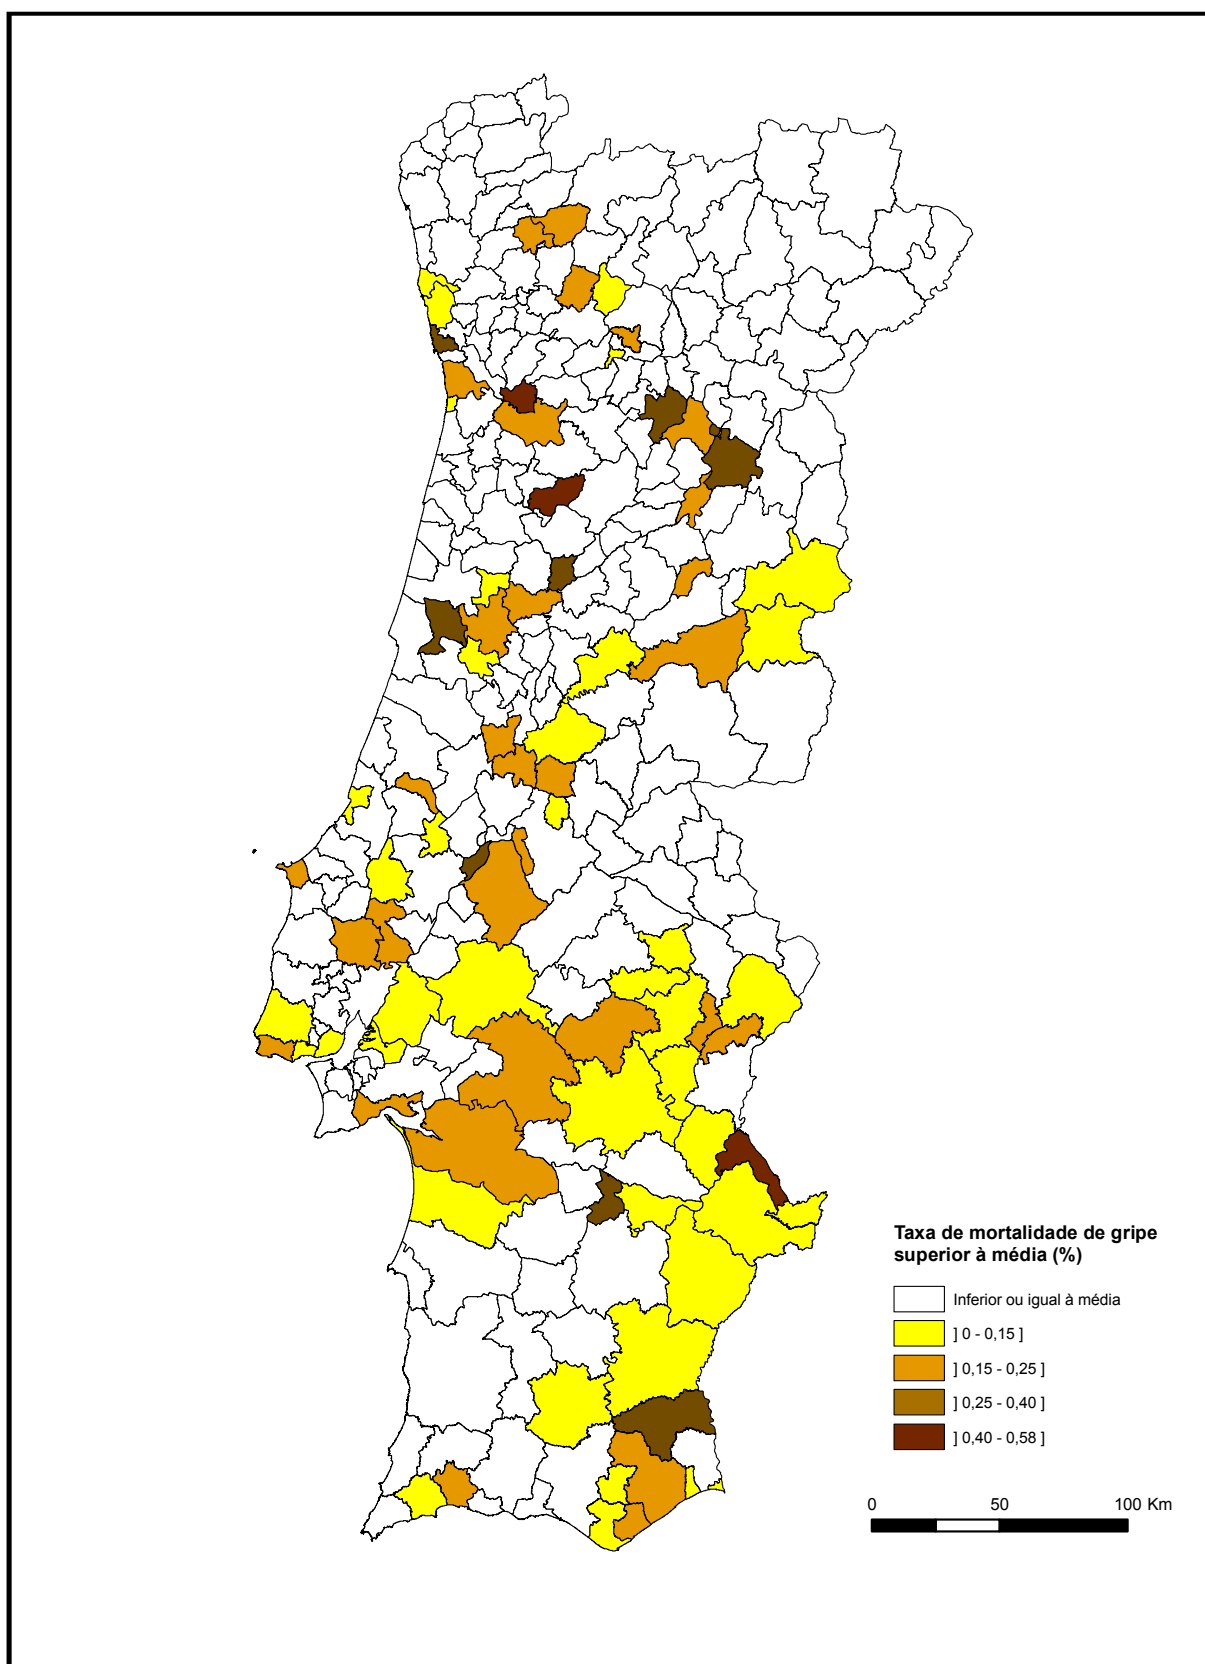 Taxa de mortalidade de gripe
superior à média (%)
Inferior ou igual à média
] 0 - 0,15 ]
] 0,15 - 0,25 ]
] 0,25 - 0,40 ]
] 0,40 - 0,58 ]
0 50 100 Km